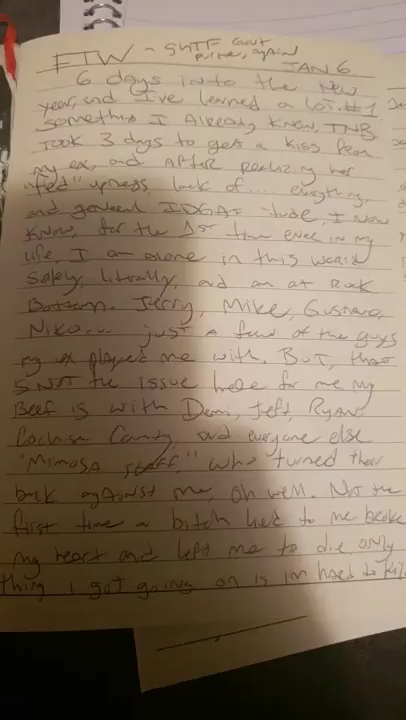 FTW ~ SHTF Govt
again
JAN 6
6 days into the New
year, and I've learned a lot. #1
something I Already Knew, TNB
Took 3 days to get a kiss from
my ex, and After Realizing her
"fed" upness, lack of.... everything,
and general IDGAF 'tude, I now
Know, for the 1st time ever in my
life, I am alone in this world
Solely, litterally, and am at Rock
Bottom. Jerry, Mike, Gustavo,
Niko.... just a few of the guys
my ex played me with. BUT, that
S NOT the issue here for me my
Beef is with Demi, Jeff, Ryan,
Cochise County, and everyone else
"Mimosa staff," who turned their
back against me, oh well. Not the
first time a bitch lied to me broke
my heart and left me to die only
thing i got going on is im hard to